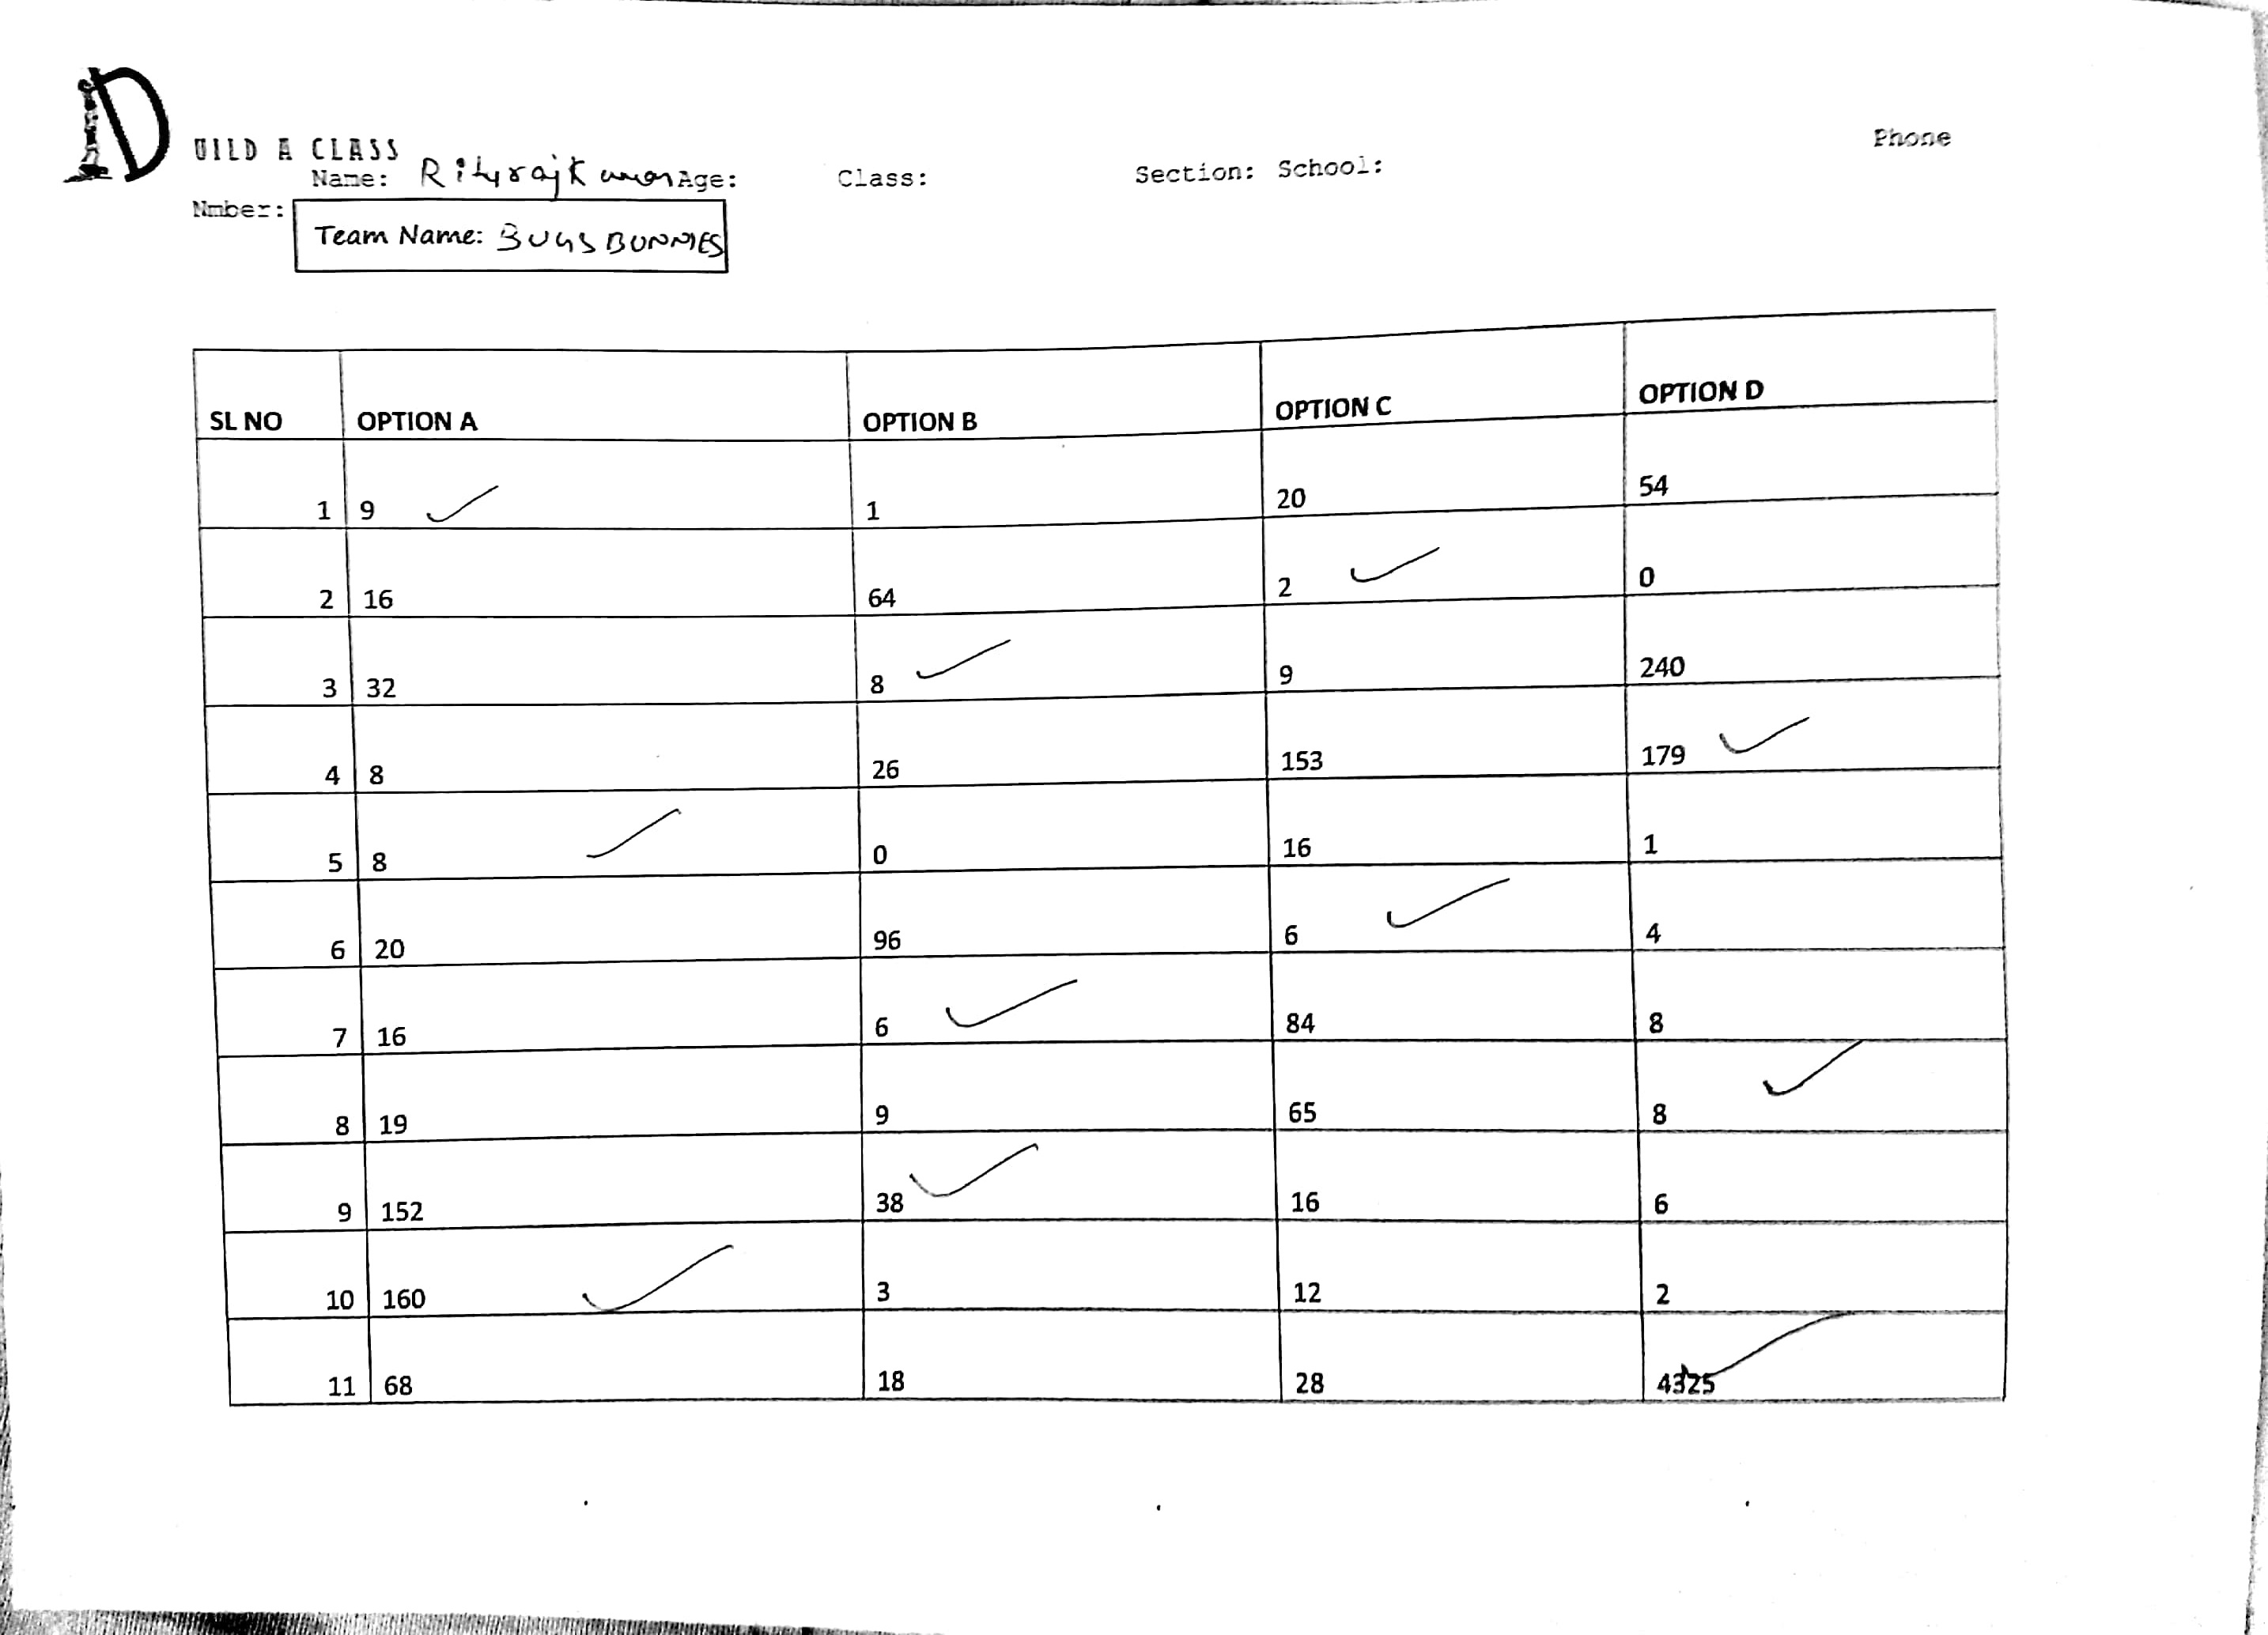 D
UILD A CLASS
Phone
Name: Rituraj Kumar Age: Class: Section: School:
Nmber:
Team Name: BUGS BUNNIES
SL NO OPTION A OPTION B OPTION C OPTION D
1 9 ✓ 1 20 54
2 16 64 2 ✓ 0
3 32 8 ✓ 9 240
4 8 26 153 179 ✓
5 8 ✓ 0 16 1
6 20 96 6 ✓ 4
7 16 6 ✓ 84 8
8 19 9 65 8 ✓
9 152 38 ✓ 16 6
10 160 ✓ 3 12 2
11 68 18 28 4325 ✓